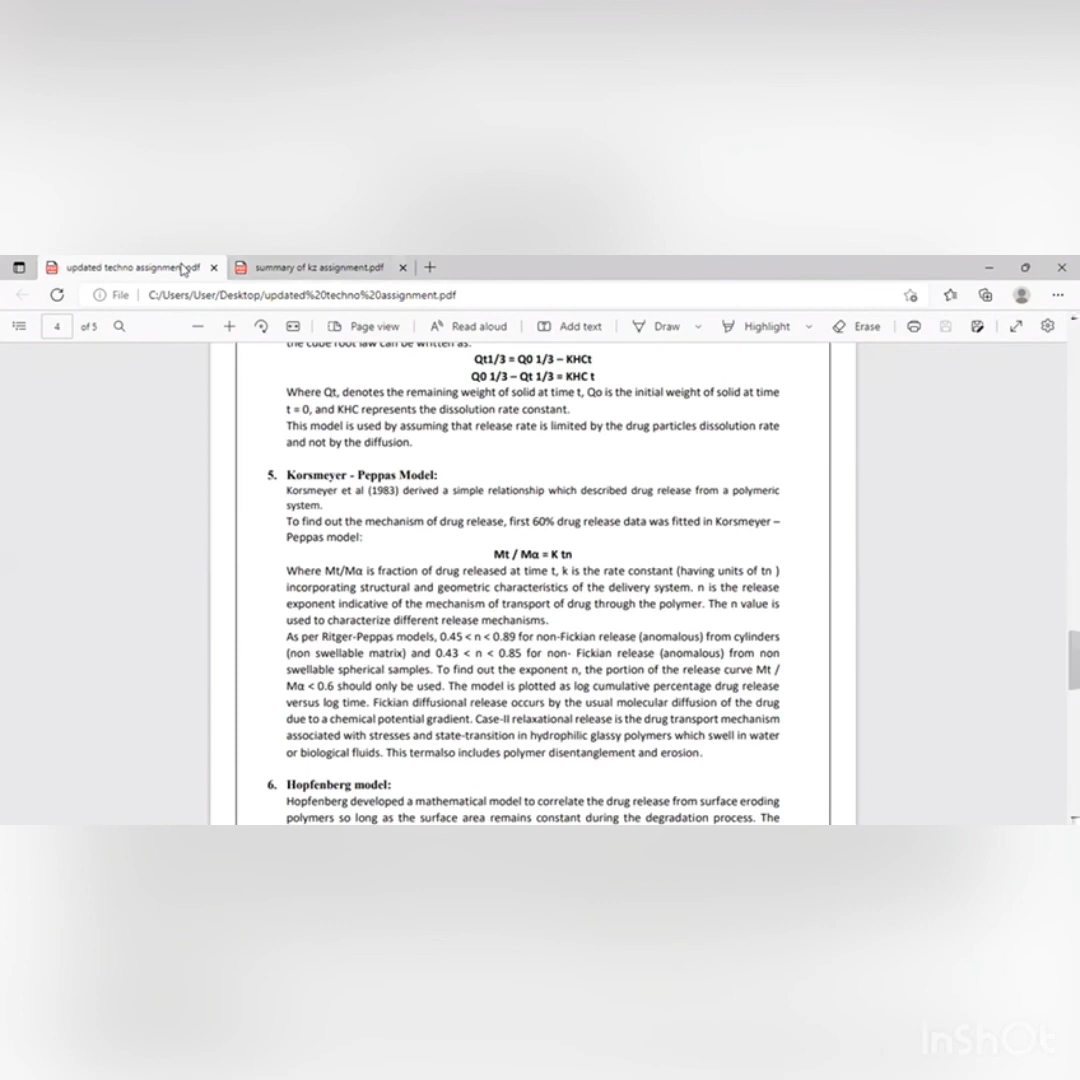 updated techno assignment.pdf
summary of kz assignment.pdf
File
C:/Users/User/Desktop/updated%20techno%20assignment.pdf
4 of 5
Page view
Read aloud
Add text
Draw
Highlight
Erase
the cube root law can be written as:
Qt1/3 = Q0 1/3 – KHCt
Q0 1/3 – Qt 1/3 = KHC t
Where Qt, denotes the remaining weight of solid at time t, Qo is the initial weight of solid at time
t = 0, and KHC represents the dissolution rate constant.
This model is used by assuming that release rate is limited by the drug particles dissolution rate
and not by the diffusion.
5. Korsmeyer - Peppas Model:
Korsmeyer et al (1983) derived a simple relationship which described drug release from a polymeric
system.
To find out the mechanism of drug release, first 60% drug release data was fitted in Korsmeyer –
Peppas model:
Mt / Mα = K tn
Where Mt/Mα is fraction of drug released at time t, k is the rate constant (having units of tn )
incorporating structural and geometric characteristics of the delivery system. n is the release
exponent indicative of the mechanism of transport of drug through the polymer. The n value is
used to characterize different release mechanisms.
As per Ritger-Peppas models, 0.45 < n < 0.89 for non-Fickian release (anomalous) from cylinders
(non swellable matrix) and 0.43 < n < 0.85 for non- Fickian release (anomalous) from non
swellable spherical samples. To find out the exponent n, the portion of the release curve Mt /
Mα < 0.6 should only be used. The model is plotted as log cumulative percentage drug release
versus log time. Fickian diffusional release occurs by the usual molecular diffusion of the drug
due to a chemical potential gradient. Case-II relaxational release is the drug transport mechanism
associated with stresses and state-transition in hydrophilic glassy polymers which swell in water
or biological fluids. This termalso includes polymer disentanglement and erosion.
6. Hopfenberg model:
Hopfenberg developed a mathematical model to correlate the drug release from surface eroding
polymers so long as the surface area remains constant during the degradation process. The
InShOt